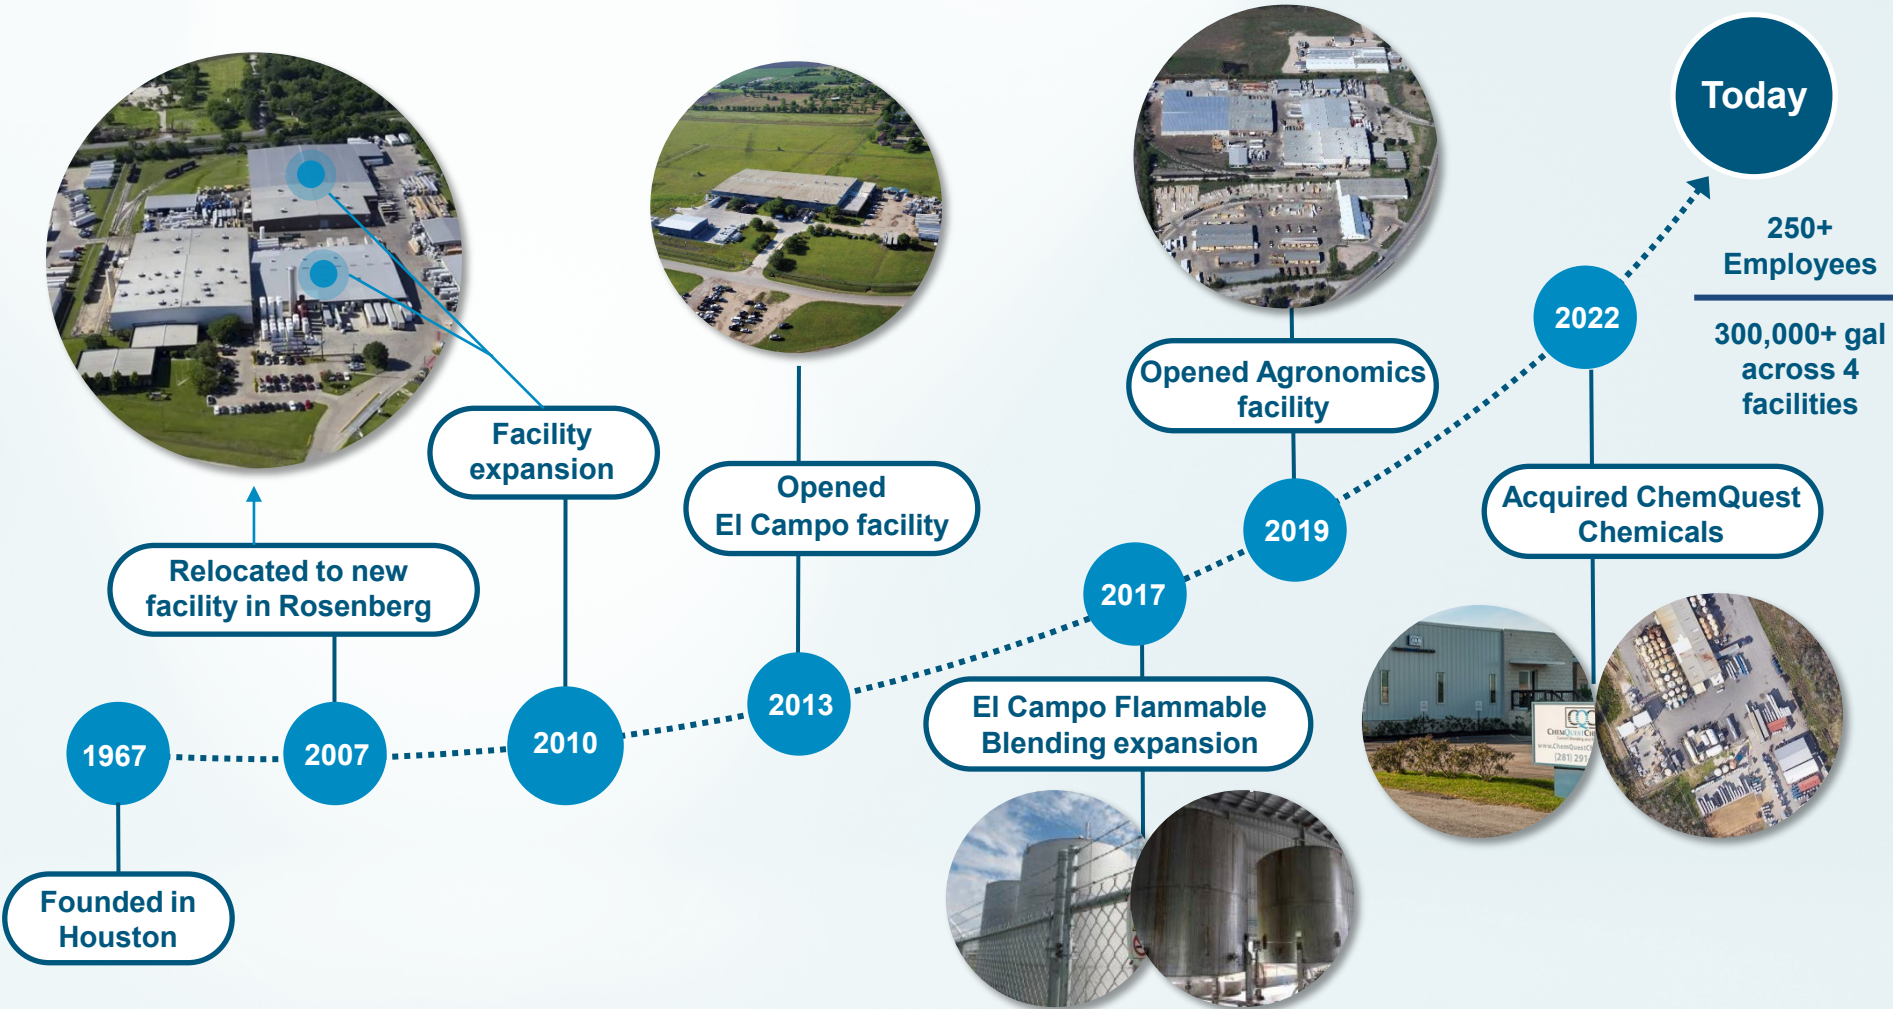 1967
Founded in
Houston
2007
Relocated to new
facility in Rosenberg
2010
Facility
expansion
2013
Opened
El Campo facility
2017
El Campo Flammable
Blending expansion
2019
Opened Agronomics
facility
2022
Acquired ChemQuest
Chemicals
(281) 291
Today
250+
Employees
300,000+ gal
across 4
facilities